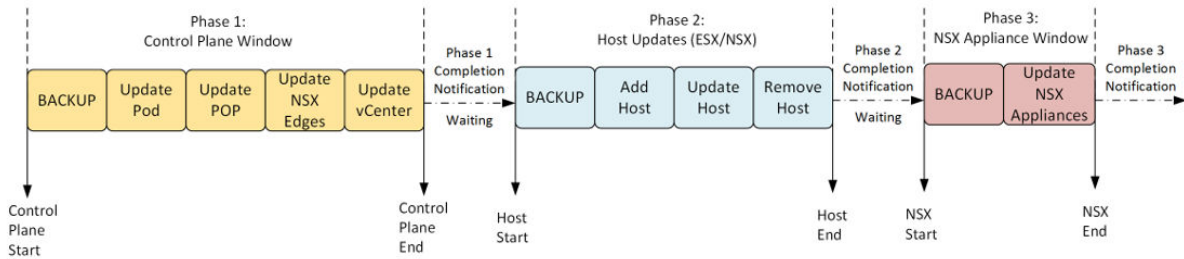 Phase 1:
Control Plane Window
BACKUP
Update
Pod
Update
POP
Update
NSX
Edges
Update
vCenter
Phase 1
Completion
Notification
Waiting
Phase 2:
Host Updates (ESX/NSX)
BACKUP
Add
Host
Update
Host
Remove
Host
Phase 2
Completion
Notification
Waiting
Phase 3:
NSX Appliance Window
BACKUP
Update
NSX
Appliances
Phase 3
Completion
Notification
Control
Plane
Start
Control
Plane
End
Host
Start
Host
End
NSX
Start
NSX
End